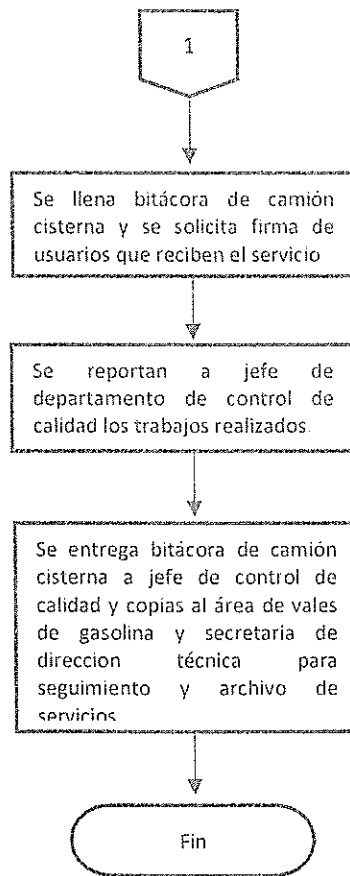 1
Se llena bitácora de camión
cisterna y se solicita firma de
usuarios que reciben el servicio
Se reportan a jefe de
departamento de control de
calidad los trabajos realizados.
Se entrega bitácora de camión
cisterna a jefe de control de
calidad y copias al área de vales
de gasolina y secretaria de
direccion técnica para
seguimiento y archivo de
servicios
Fin